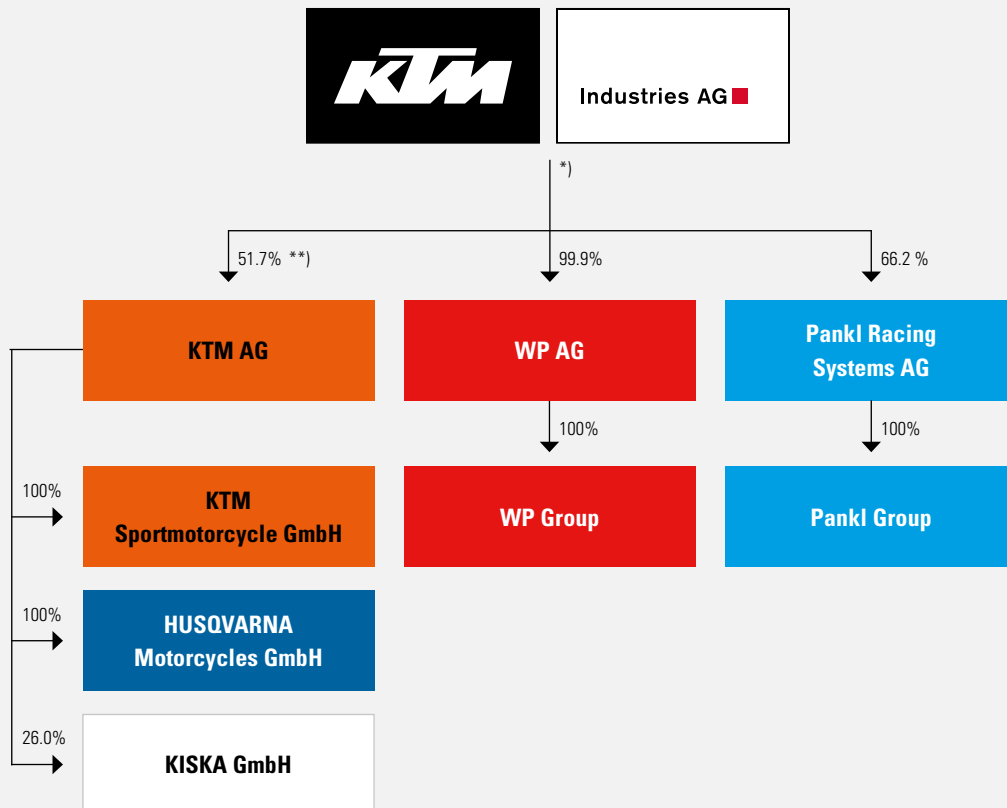 KTM
Industries AG
*)
51.7% **)
99.9%
66.2 %
KTM AG
WP AG
Pankl Racing
Systems AG
100%
100%
100%
KTM
Sportmotorcycle GmbH
WP Group
Pankl Group
100%
HUSQVARNA
Motorcycles GmbH
26.0%
KISKA GmbH